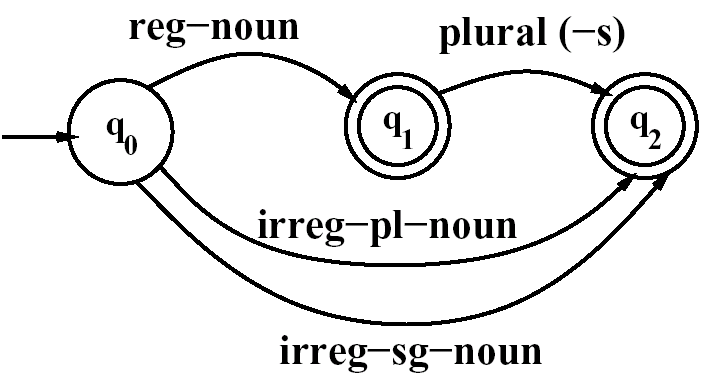 reg−noun
plural (−s)
q0
q1
q2
irreg−pl−noun
irreg−sg−noun